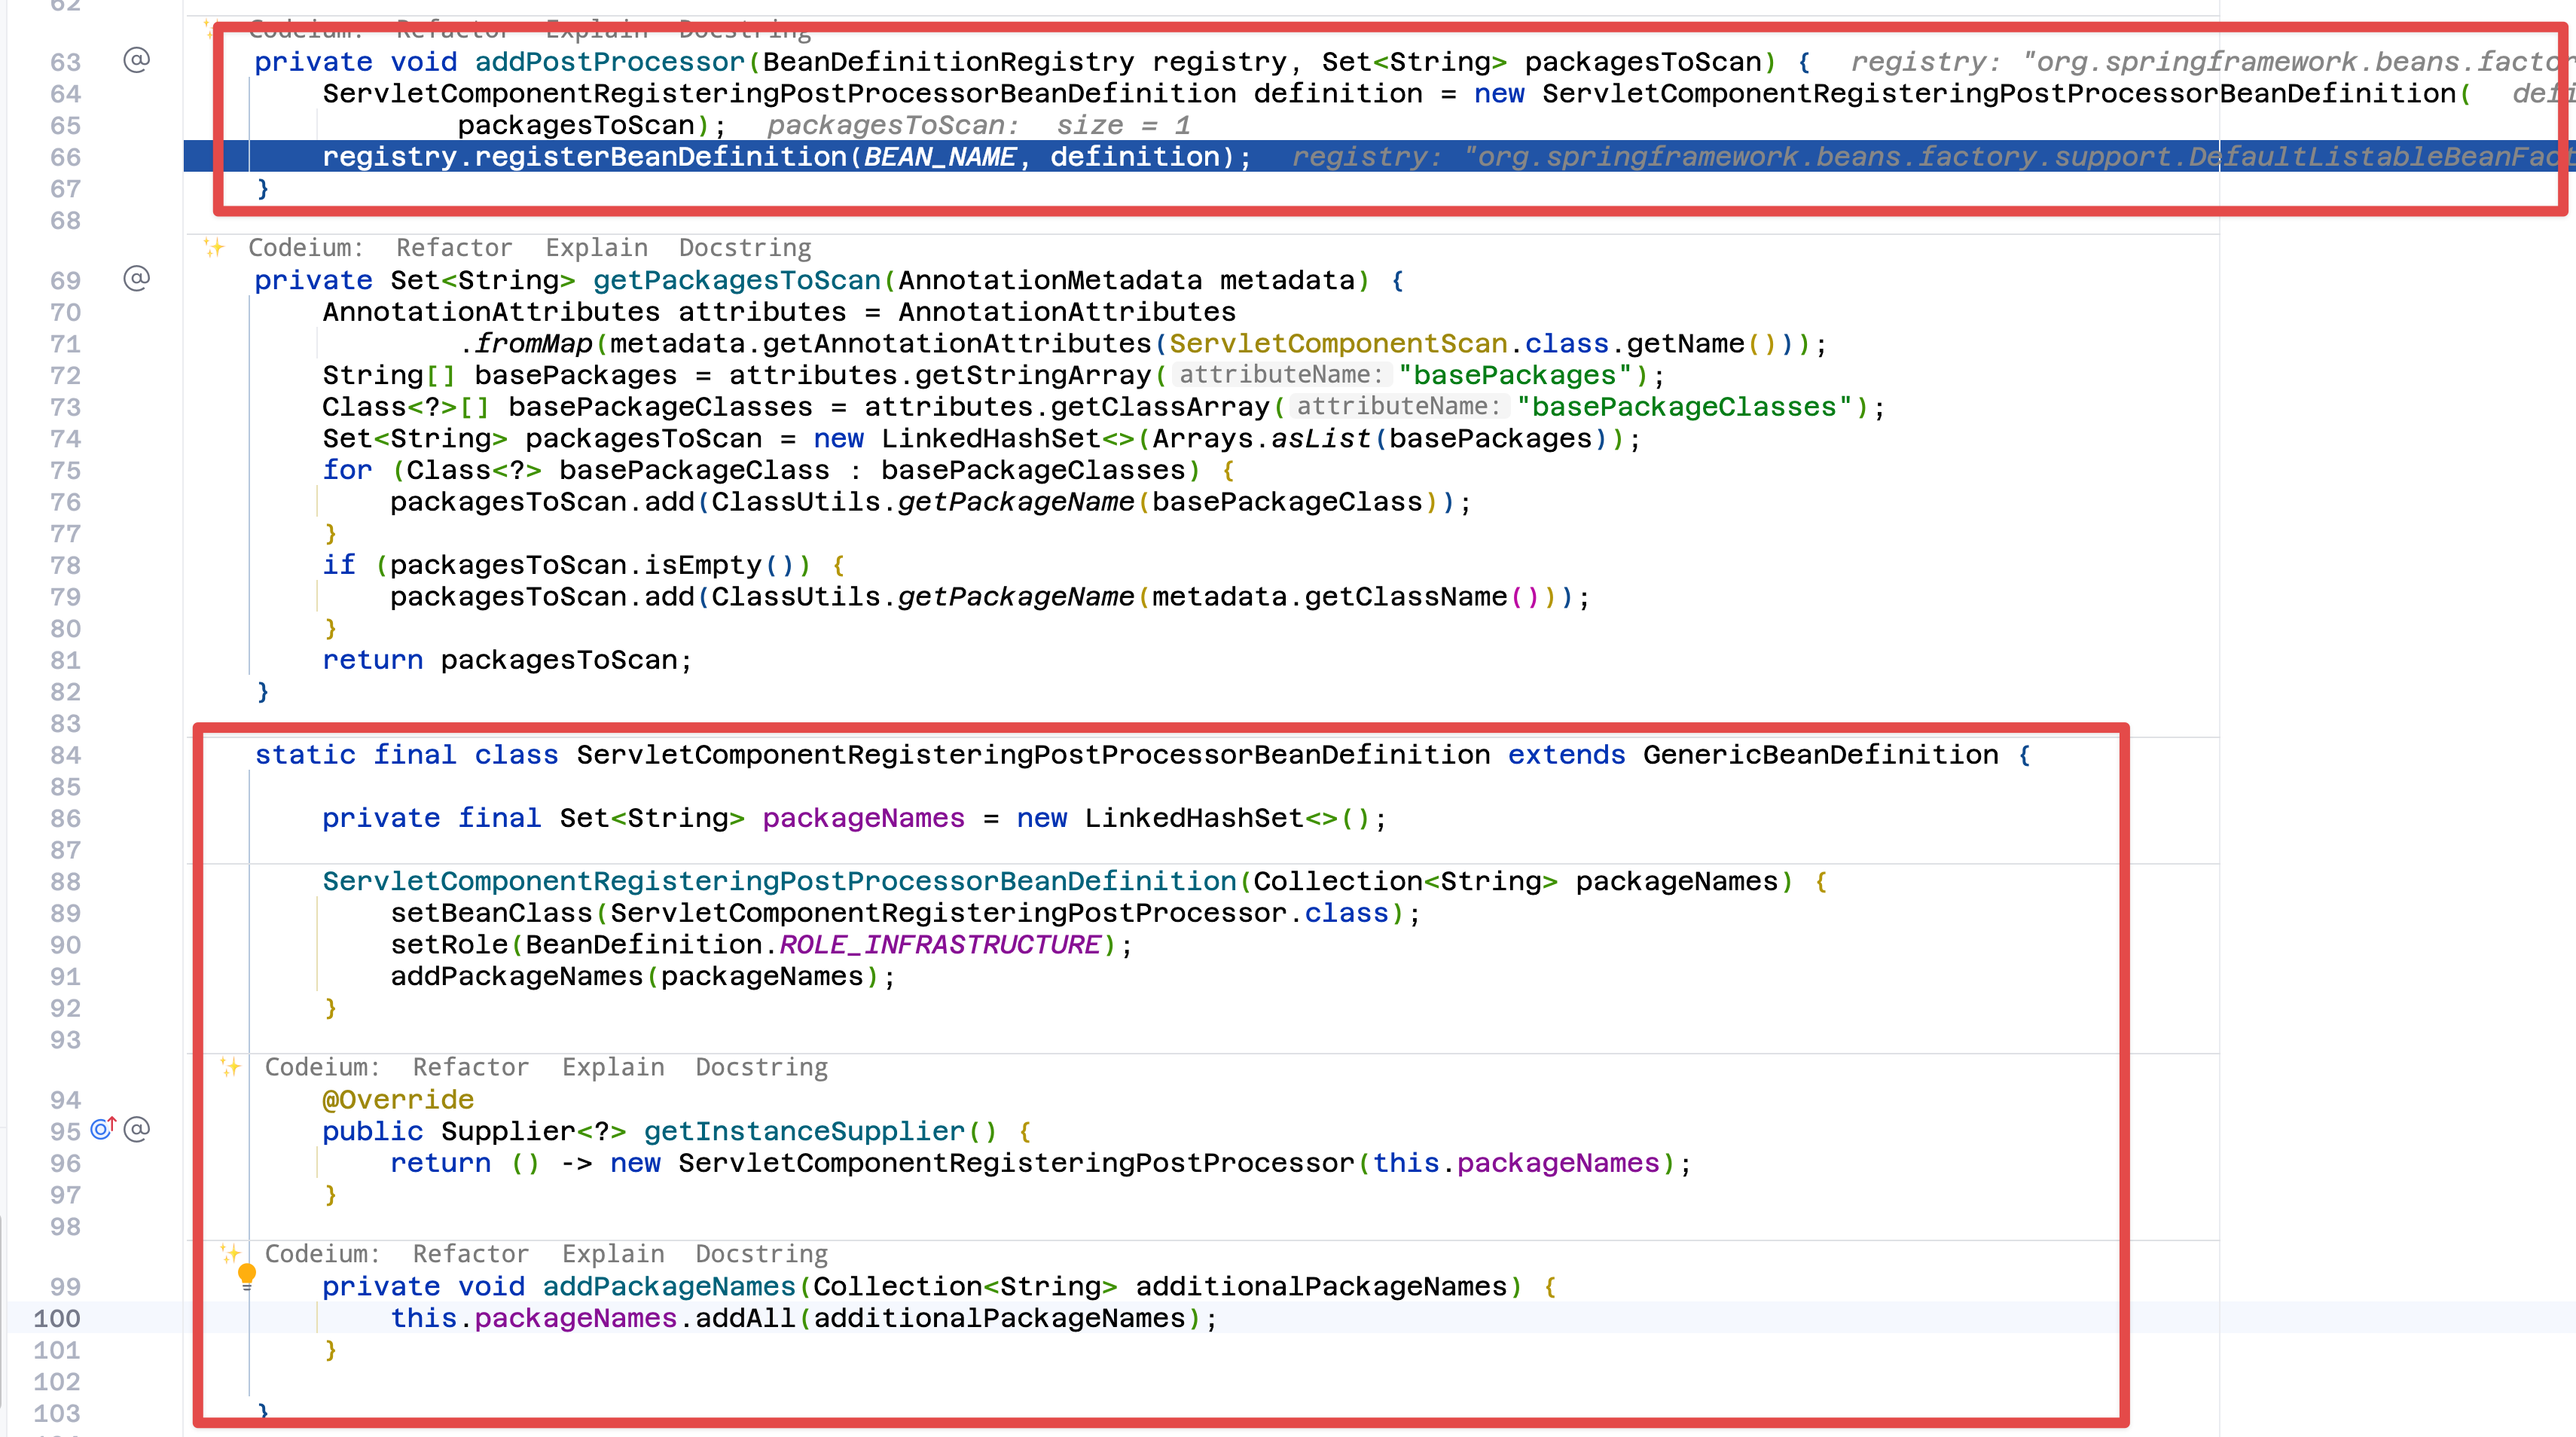 62
Codeium: Refactor Explain Docstring
63 private void addPostProcessor(BeanDefinitionRegistry registry, Set<String> packagesToScan) { registry: "org.springframework.beans.factor
64 ServletComponentRegisteringPostProcessorBeanDefinition definition = new ServletComponentRegisteringPostProcessorBeanDefinition( defi
65 packagesToScan); packagesToScan: size = 1
66 registry.registerBeanDefinition(BEAN_NAME, definition); registry: "org.springframework.beans.factory.support.DefaultListableBeanFact
67 }
68
Codeium: Refactor Explain Docstring
69 private Set<String> getPackagesToScan(AnnotationMetadata metadata) {
70 AnnotationAttributes attributes = AnnotationAttributes
71 .fromMap(metadata.getAnnotationAttributes(ServletComponentScan.class.getName()));
72 String[] basePackages = attributes.getStringArray( attributeName: "basePackages");
73 Class<?>[] basePackageClasses = attributes.getClassArray( attributeName: "basePackageClasses");
74 Set<String> packagesToScan = new LinkedHashSet<>(Arrays.asList(basePackages));
75 for (Class<?> basePackageClass : basePackageClasses) {
76 packagesToScan.add(ClassUtils.getPackageName(basePackageClass));
77 }
78 if (packagesToScan.isEmpty()) {
79 packagesToScan.add(ClassUtils.getPackageName(metadata.getClassName()));
80 }
81 return packagesToScan;
82 }
83
84 static final class ServletComponentRegisteringPostProcessorBeanDefinition extends GenericBeanDefinition {
85
86 private final Set<String> packageNames = new LinkedHashSet<>();
87
88 ServletComponentRegisteringPostProcessorBeanDefinition(Collection<String> packageNames) {
89 setBeanClass(ServletComponentRegisteringPostProcessor.class);
90 setRole(BeanDefinition.ROLE_INFRASTRUCTURE);
91 addPackageNames(packageNames);
92 }
93
Codeium: Refactor Explain Docstring
94 @Override
95 public Supplier<?> getInstanceSupplier() {
96 return () -> new ServletComponentRegisteringPostProcessor(this.packageNames);
97 }
98
Codeium: Refactor Explain Docstring
99 private void addPackageNames(Collection<String> additionalPackageNames) {
100 this.packageNames.addAll(additionalPackageNames);
101 }
102
103 }